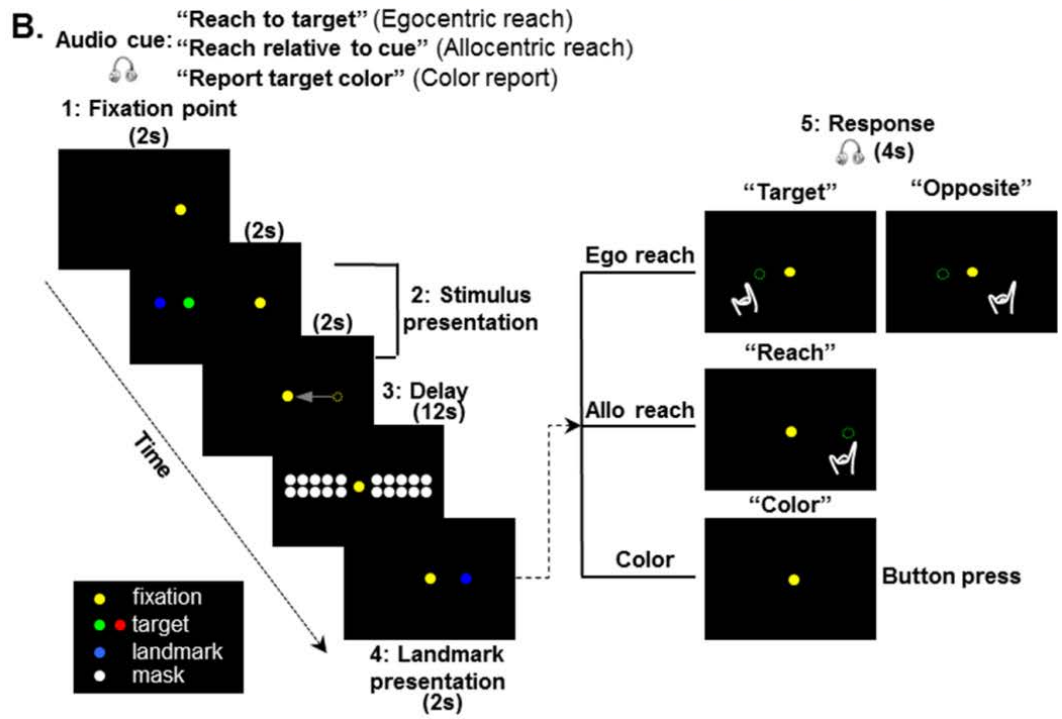 B.
Audio cue:
“Reach to target” (Egocentric reach)
“Reach relative to cue” (Allocentric reach)
“Report target color” (Color report)
1: Fixation point
(2s)
(2s)
2: Stimulus
presentation
(2s)
3: Delay
(12s)
Time
4: Landmark
presentation
(2s)
fixation
target
landmark
mask
5: Response
(4s)
“Target”
“Opposite”
Ego reach
“Reach”
Allo reach
“Color”
Color
Button press